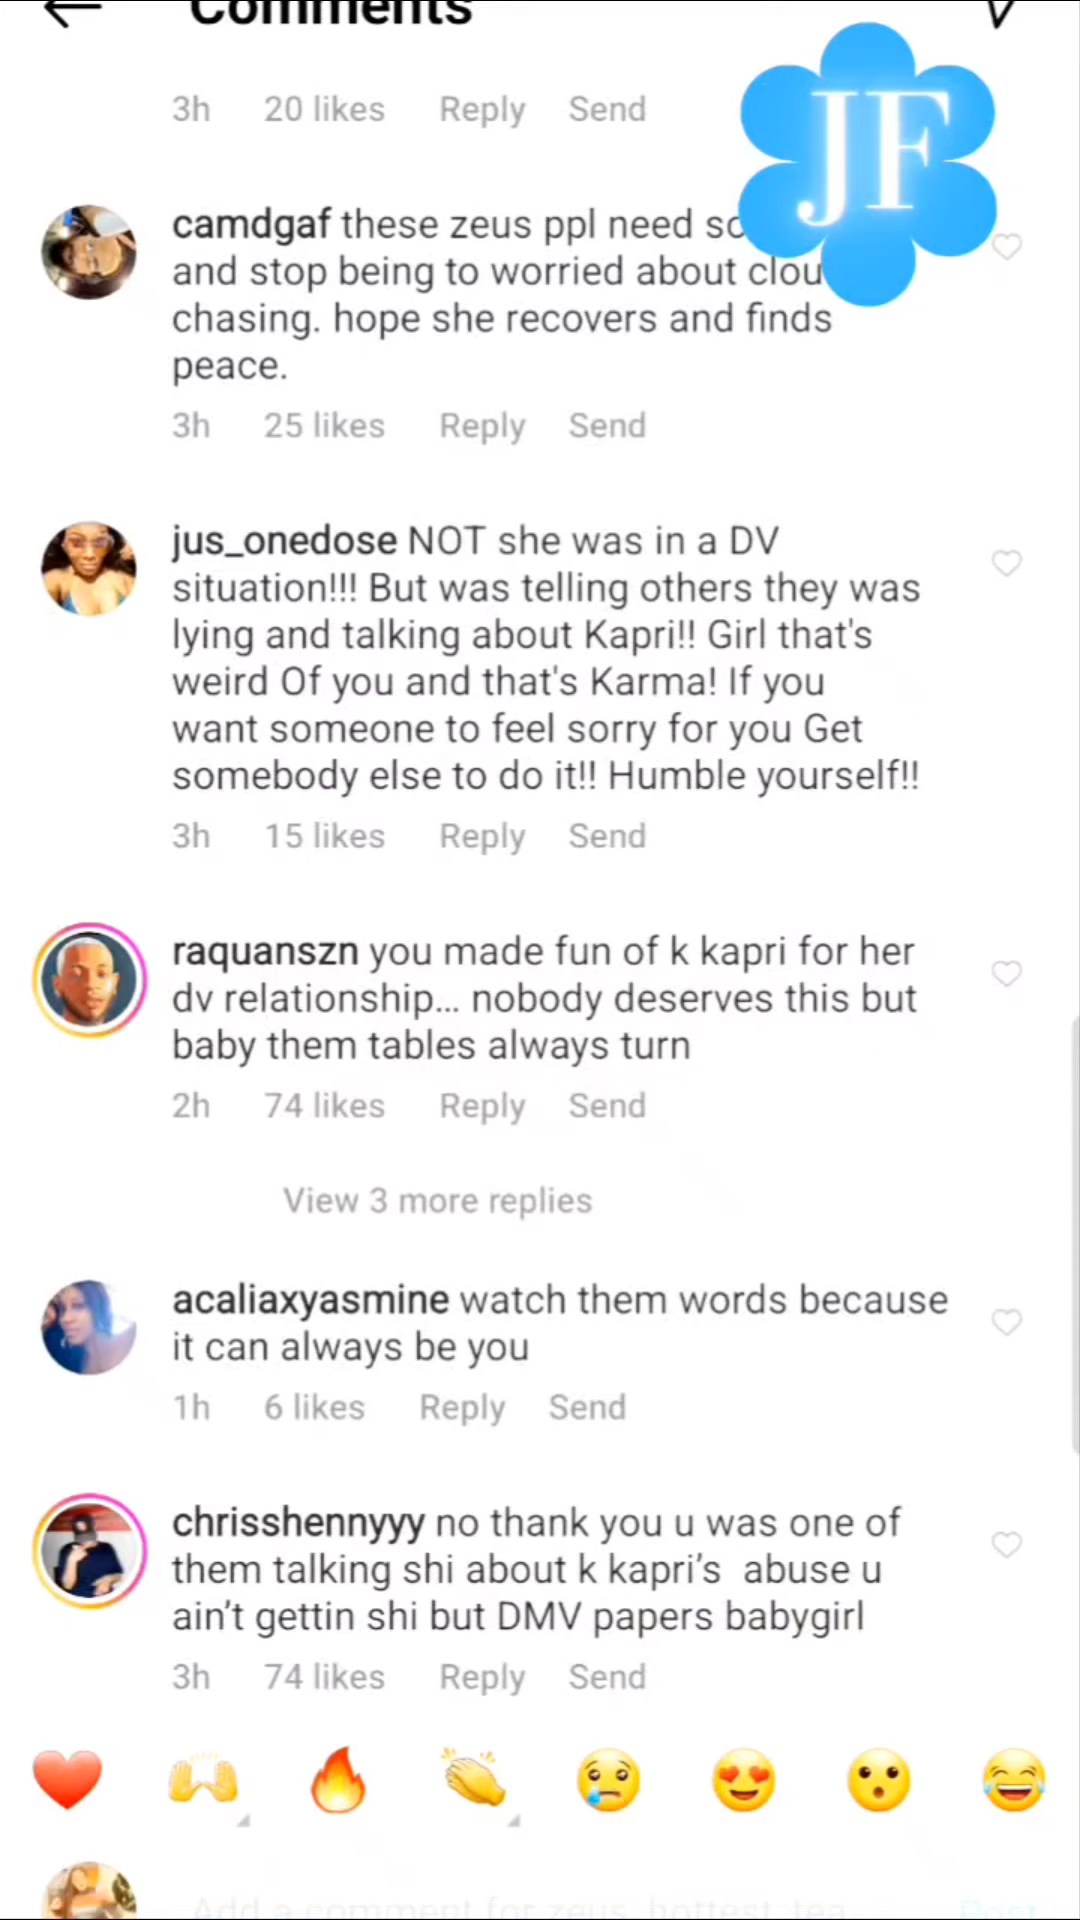 Comments
JF
3h 20 likes Reply Send
camdgaf these zeus ppl need
and stop being to worried about
chasing. hope she recovers and finds
peace.
3h 25 likes Reply Send
jus_onedose NOT she was in a DV
situation!!! But was telling others they was
lying and talking about Kapri!! Girl that's
weird Of you and that's Karma! If you
want someone to feel sorry for you Get
somebody else to do it!! Humble yourself!!
3h 15 likes Reply Send
raquanszn you made fun of k kapri for her
dv relationship... nobody deserves this but
baby them tables always turn
2h 74 likes Reply Send
View 3 more replies
acaliaxyasmine watch them words because
it can always be you
1h 6 likes Reply Send
chrisshennyyy no thank you u was one of
them talking shi about k kapri’s abuse u
ain’t gettin shi but DMV papers babygirl
3h 74 likes Reply Send
Add a comment for zeus_hottest_tea... Post